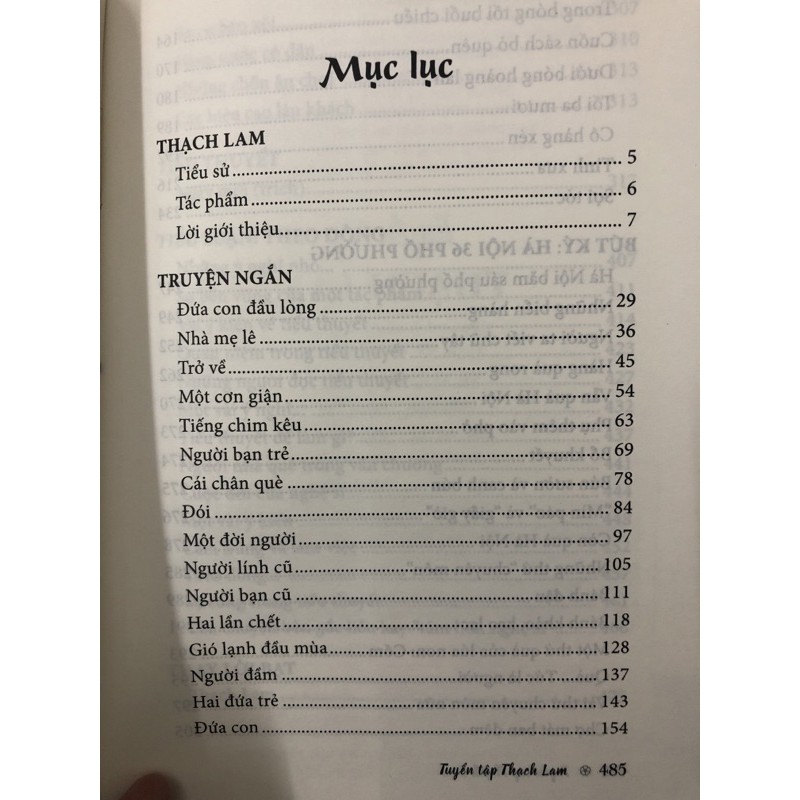 Mục lục
THẠCH LAM
Tiểu sử 5
Tác phẩm 6
Lời giới thiệu 7
TRUYỆN NGẮN
Đứa con đầu lòng 29
Nhà mẹ lê 36
Trở về 45
Một cơn giận 54
Tiếng chim kêu 63
Người bạn trẻ 69
Cái chân què 78
Đói 84
Một đời người 97
Người lính cũ 105
Người bạn cũ 111
Hai lần chết 118
Gió lạnh đầu mùa 128
Người đầm 137
Hai đứa trẻ 143
Đứa con 154
Tuyển tập Thạch Lam 485